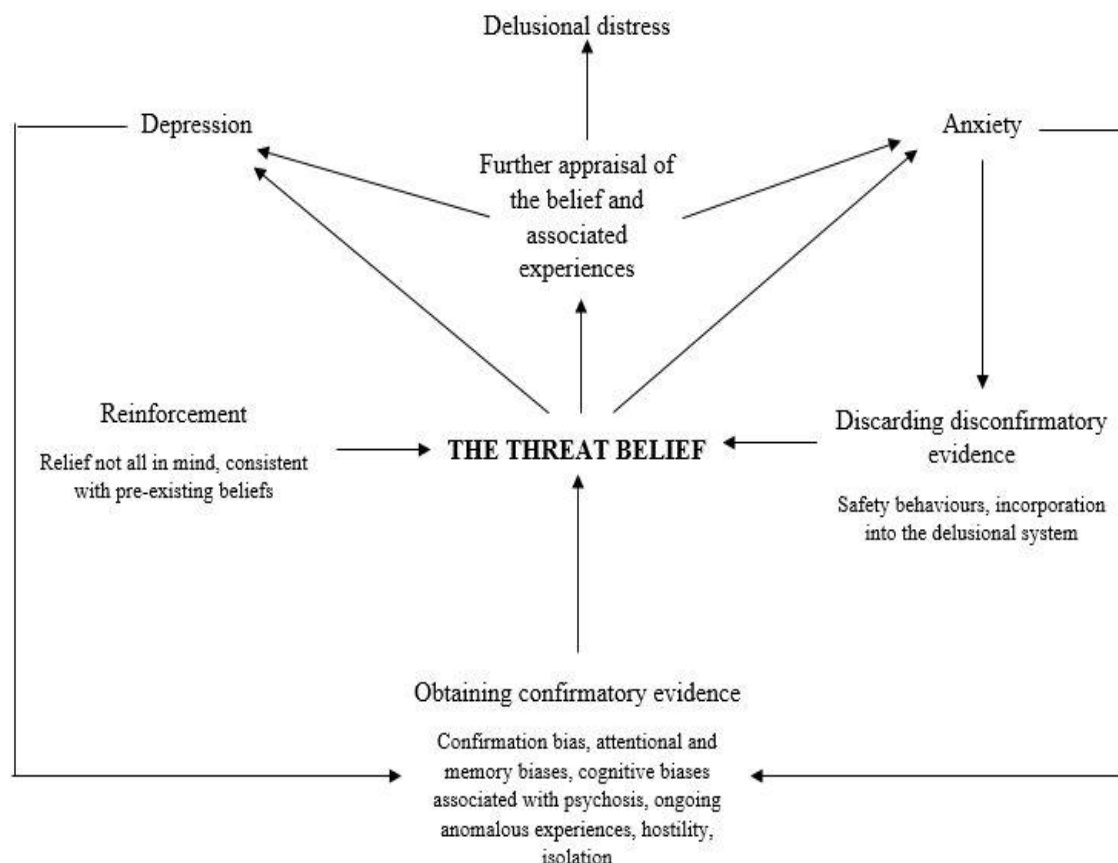 Delusional distress
Depression
Anxiety
Further appraisal of
the belief and
associated
experiences
Reinforcement
Relief not all in mind, consistent
with pre-existing beliefs
THE THREAT BELIEF
Discarding disconfirmatory
evidence
Safety behaviours, incorporation
into the delusional system
Obtaining confirmatory evidence
Confirmation bias, attentional and
memory biases, cognitive biases
associated with psychosis, ongoing
anomalous experiences, hostility,
isolation